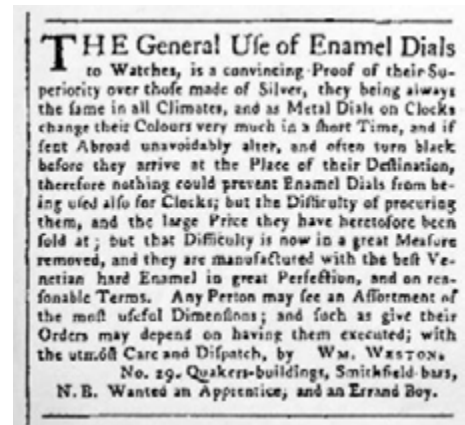 THE General Uſe of Enamel Dials
to Watches, is a convincing Proof of their Su-
periority over thoſe made of Silver, they being always
the ſame in all Climates, and as Metal Dials on Clocks
change their Colours very much in a ſhort Time, and if
ſent Abroad unavoidably alter, and often turn black
before they arrive at the Place of their Deſtination,
therefore nothing could prevent Enamel Dials from be-
ing uſed alſo for Clocks; but the Difficulty of procuring
them, and the large Price they have heretofore been
ſold at; but that Difficulty is now in a great Meaſure
removed, and they are manufactured with the beſt Ve-
netian hard Enamel in great Perfection, and on rea-
ſonable Terms. Any Perſon may ſee an Aſſortment of
the moſt uſeful Dimenſions; and ſuch as give their
Orders may depend on having them executed; with
the utmoſt Care and Diſpatch, by WM. WESTON.
No. 29. Quakers-buildings, Smithfield-bars,
N.B. Wanted an Apprentice, and an Errand Boy.